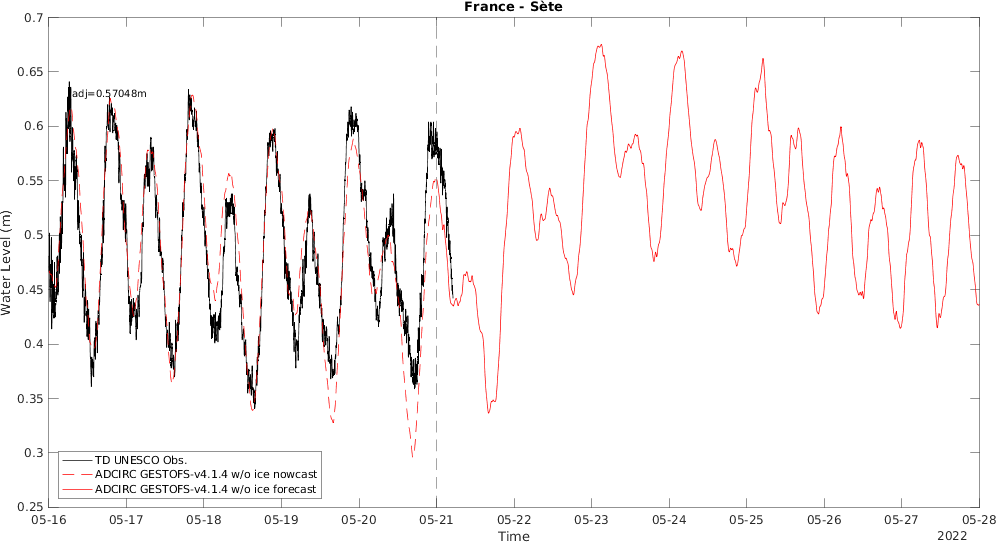 France - Sète
Water Level (m)
0.7
0.65
0.6
0.55
0.5
0.45
0.4
0.35
0.3
0.25
adj=0.57048m
TD UNESCO Obs.
ADCIRC GESTOFS-v4.1.4 w/o ice nowcast
ADCIRC GESTOFS-v4.1.4 w/o ice forecast
05-16 05-17 05-18 05-19 05-20 05-21 05-22 05-23 05-24 05-25 05-26 05-27 05-28
Time
2022